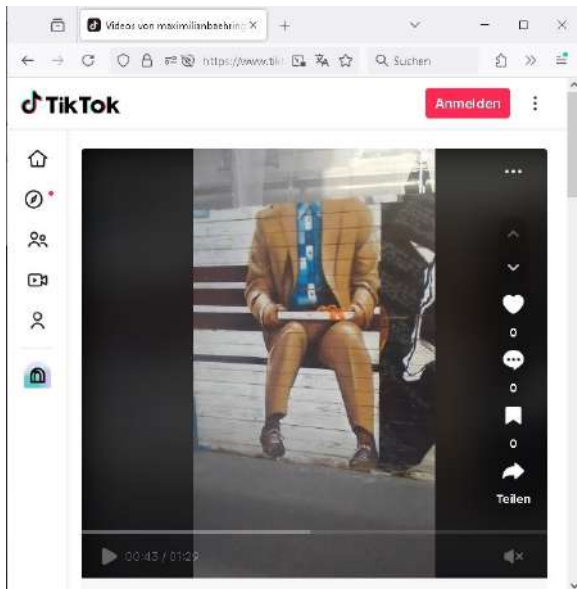 Videos von maximilianbaehring
https://www.tik
Suchen
TikTok
Anmelden
0
0
0
Teilen
00:43 / 01:29